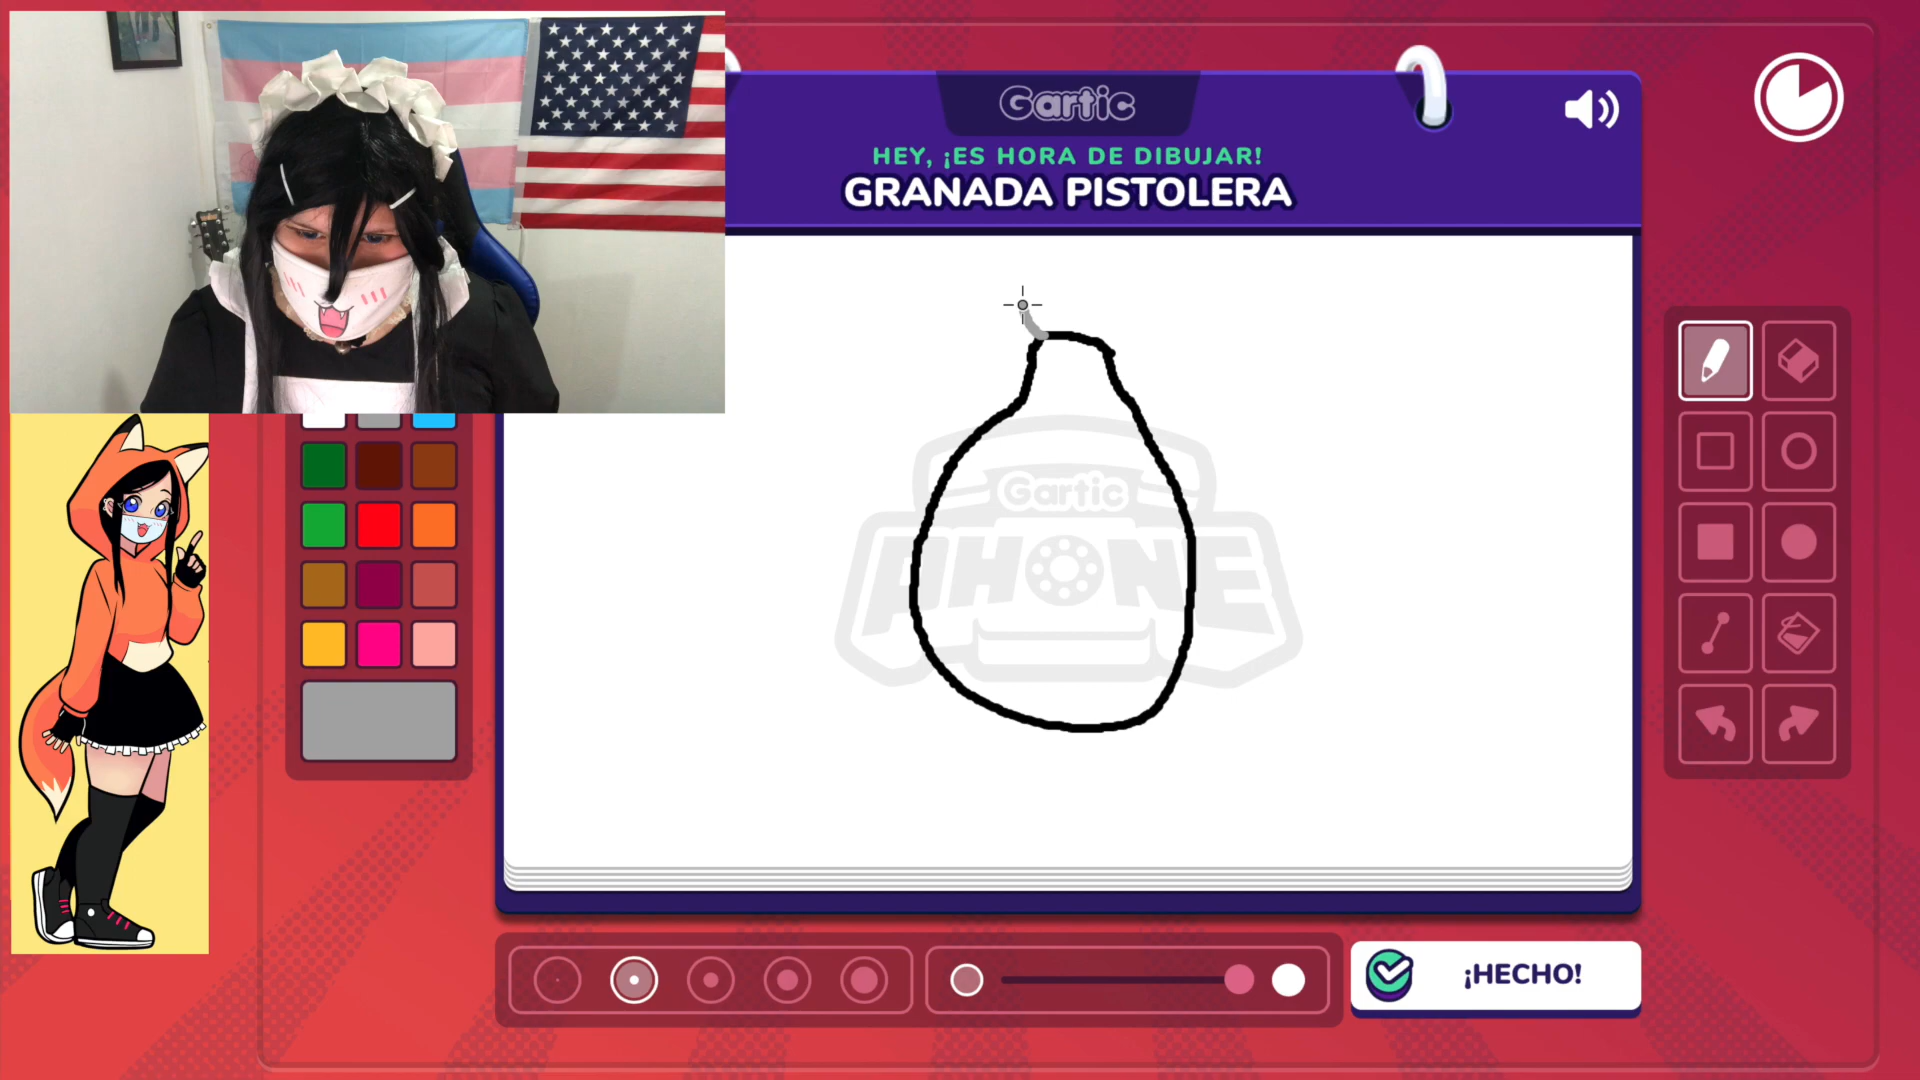 Gartic
HEY, ¡ES HORA DE DIBUJAR!
GRANADA PISTOLERA
Gartic
PHONE
¡HECHO!